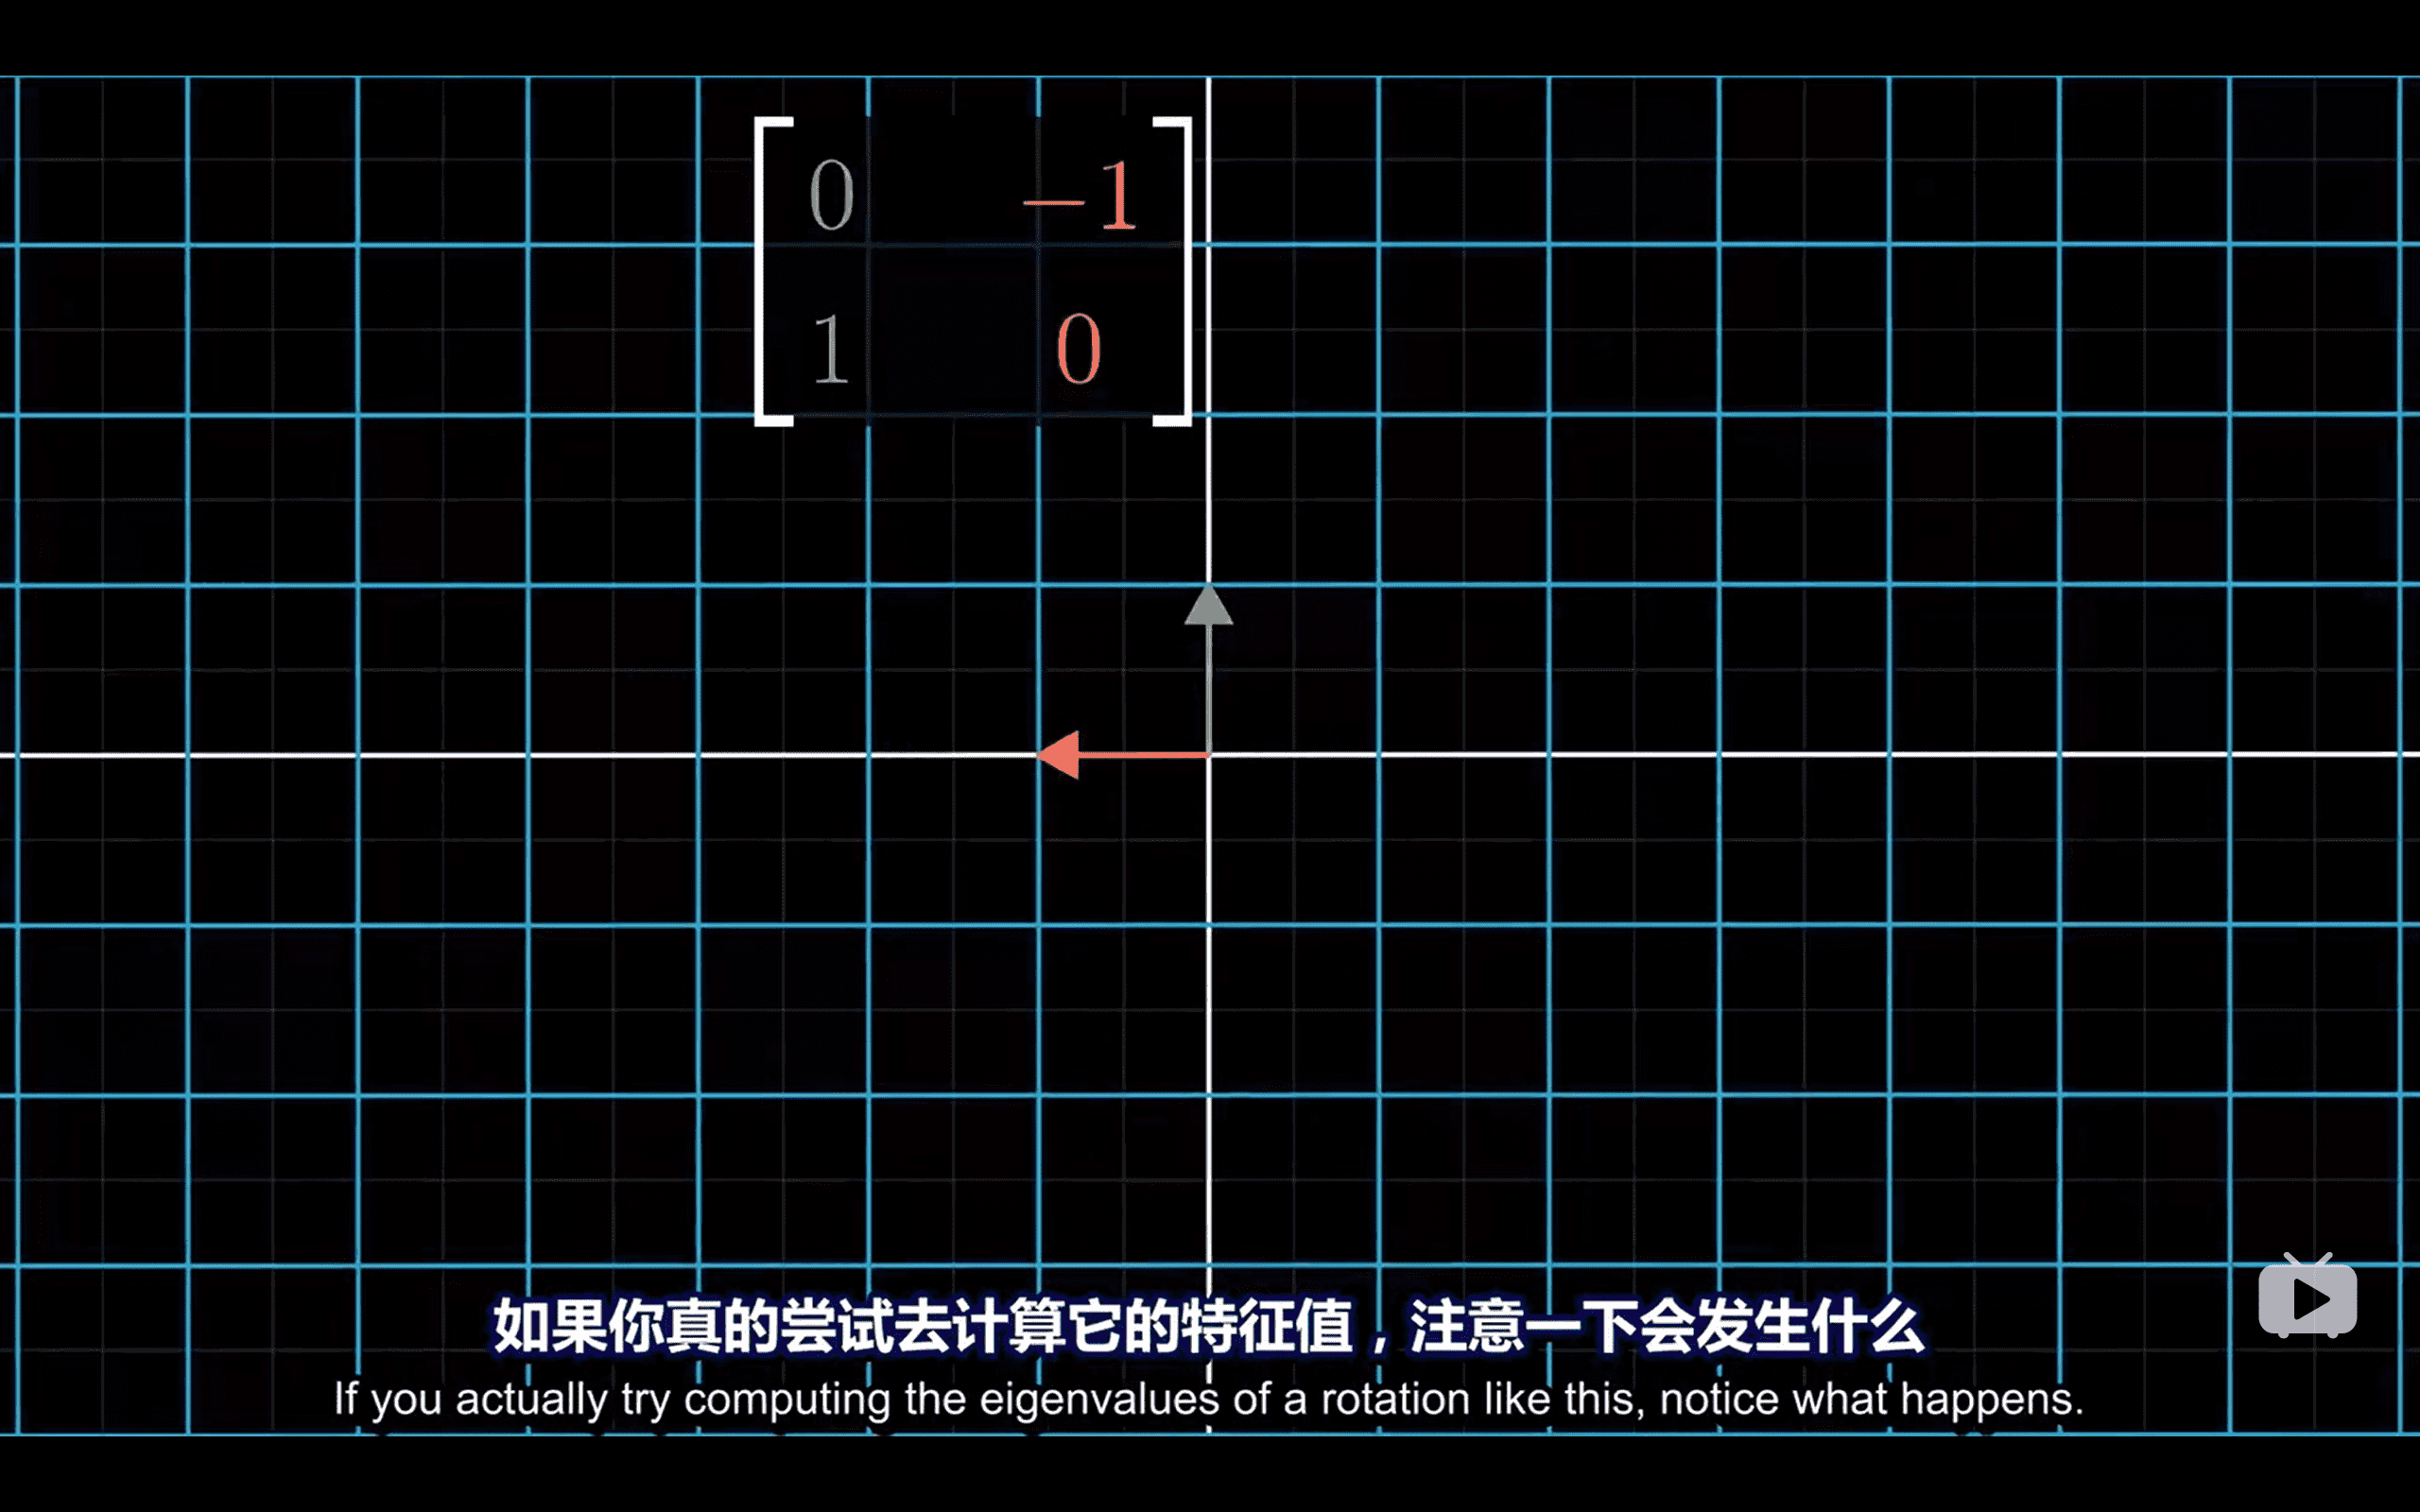 0 −1
1 0
如果你真的尝试去计算它的特征值，注意一下会发生什么
If you actually try computing the eigenvalues of a rotation like this, notice what happens.